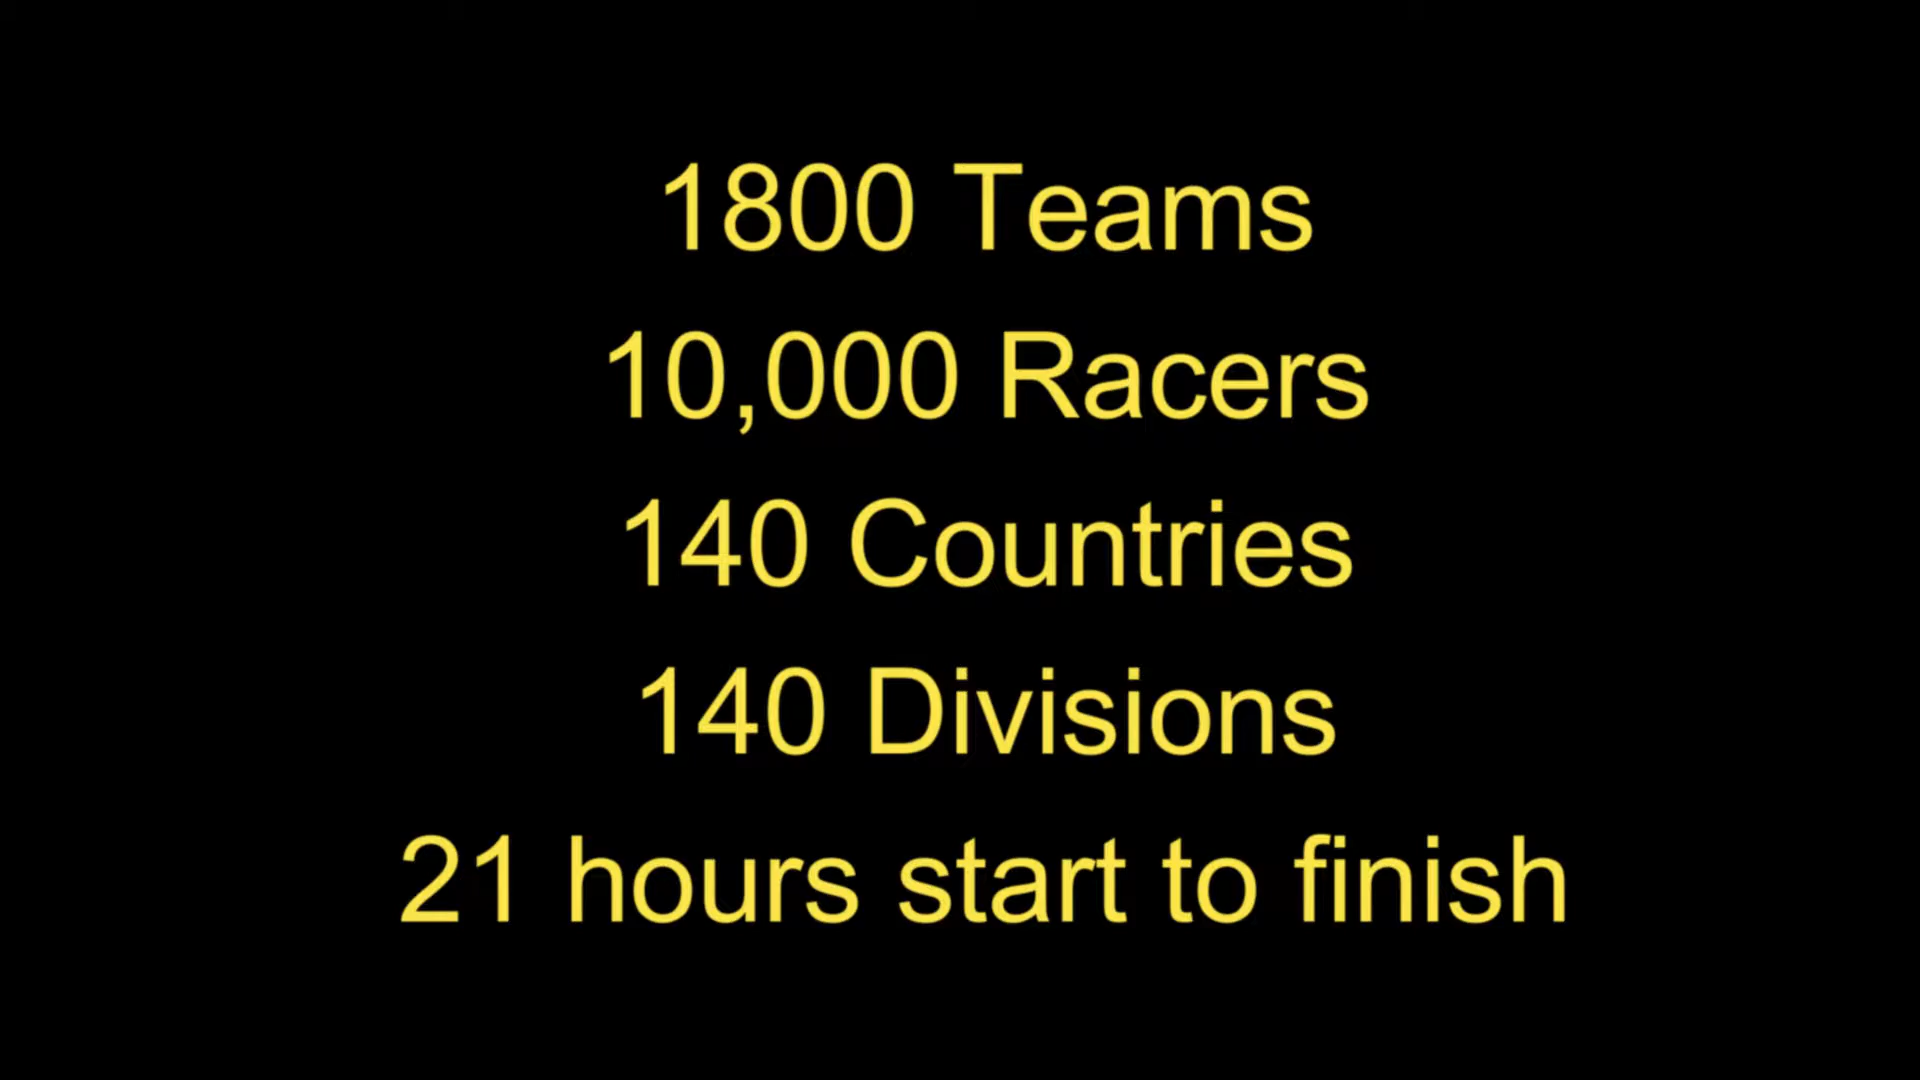 1800 Teams
10,000 Racers
140 Countries
140 Divisions
21 hours start to finish